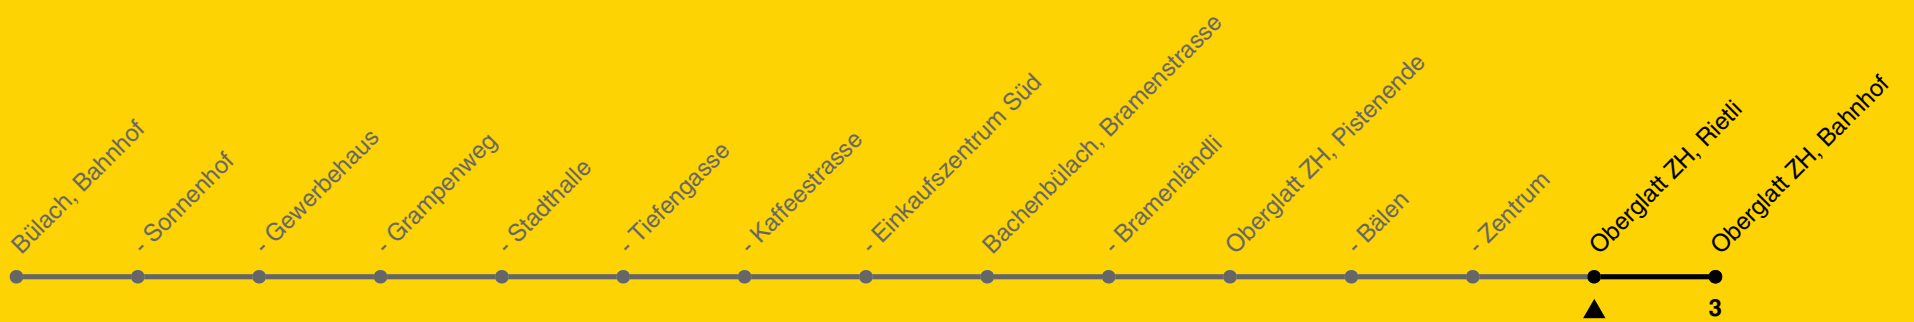 Bülach, Bahnhof
- Sonnenhof
- Gewerbehaus
- Grampenweg
- Stadthalle
- Tiefengasse
- Kaffeestrasse
- Einkaufszentrum Süd
Bachenbülach, Bramenstrasse
- Bramenländli
Oberglatt ZH, Pistenende
- Bälen
- Zentrum
Oberglatt ZH, Rietli
Oberglatt ZH, Bahnhof
3